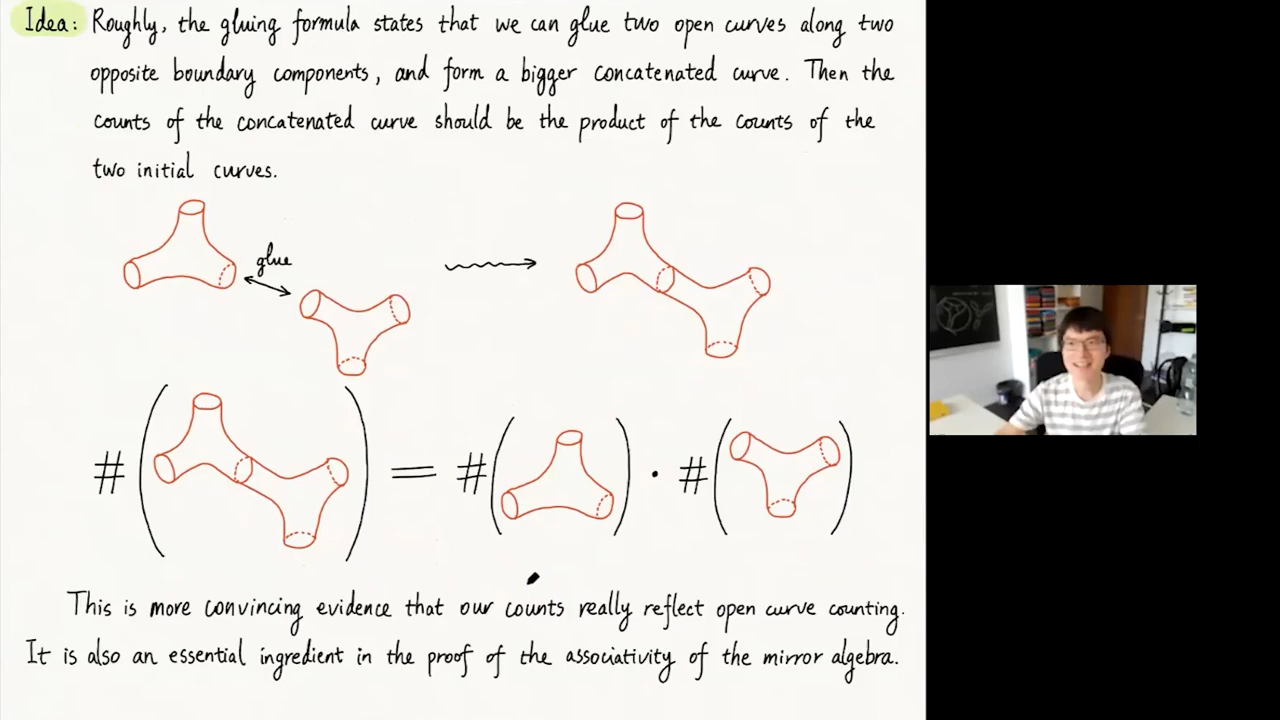 Idea: Roughly, the gluing formula states that we can glue two open curves along two
opposite boundary components, and form a bigger concatenated curve. Then the
counts of the concatenated curve should be the product of the counts of the
two initial curves.
glue
# ( ) = # ( ) · # ( )
This is more convincing evidence that our counts really reflect open curve counting.
It is also an essential ingredient in the proof of the associativity of the mirror algebra.